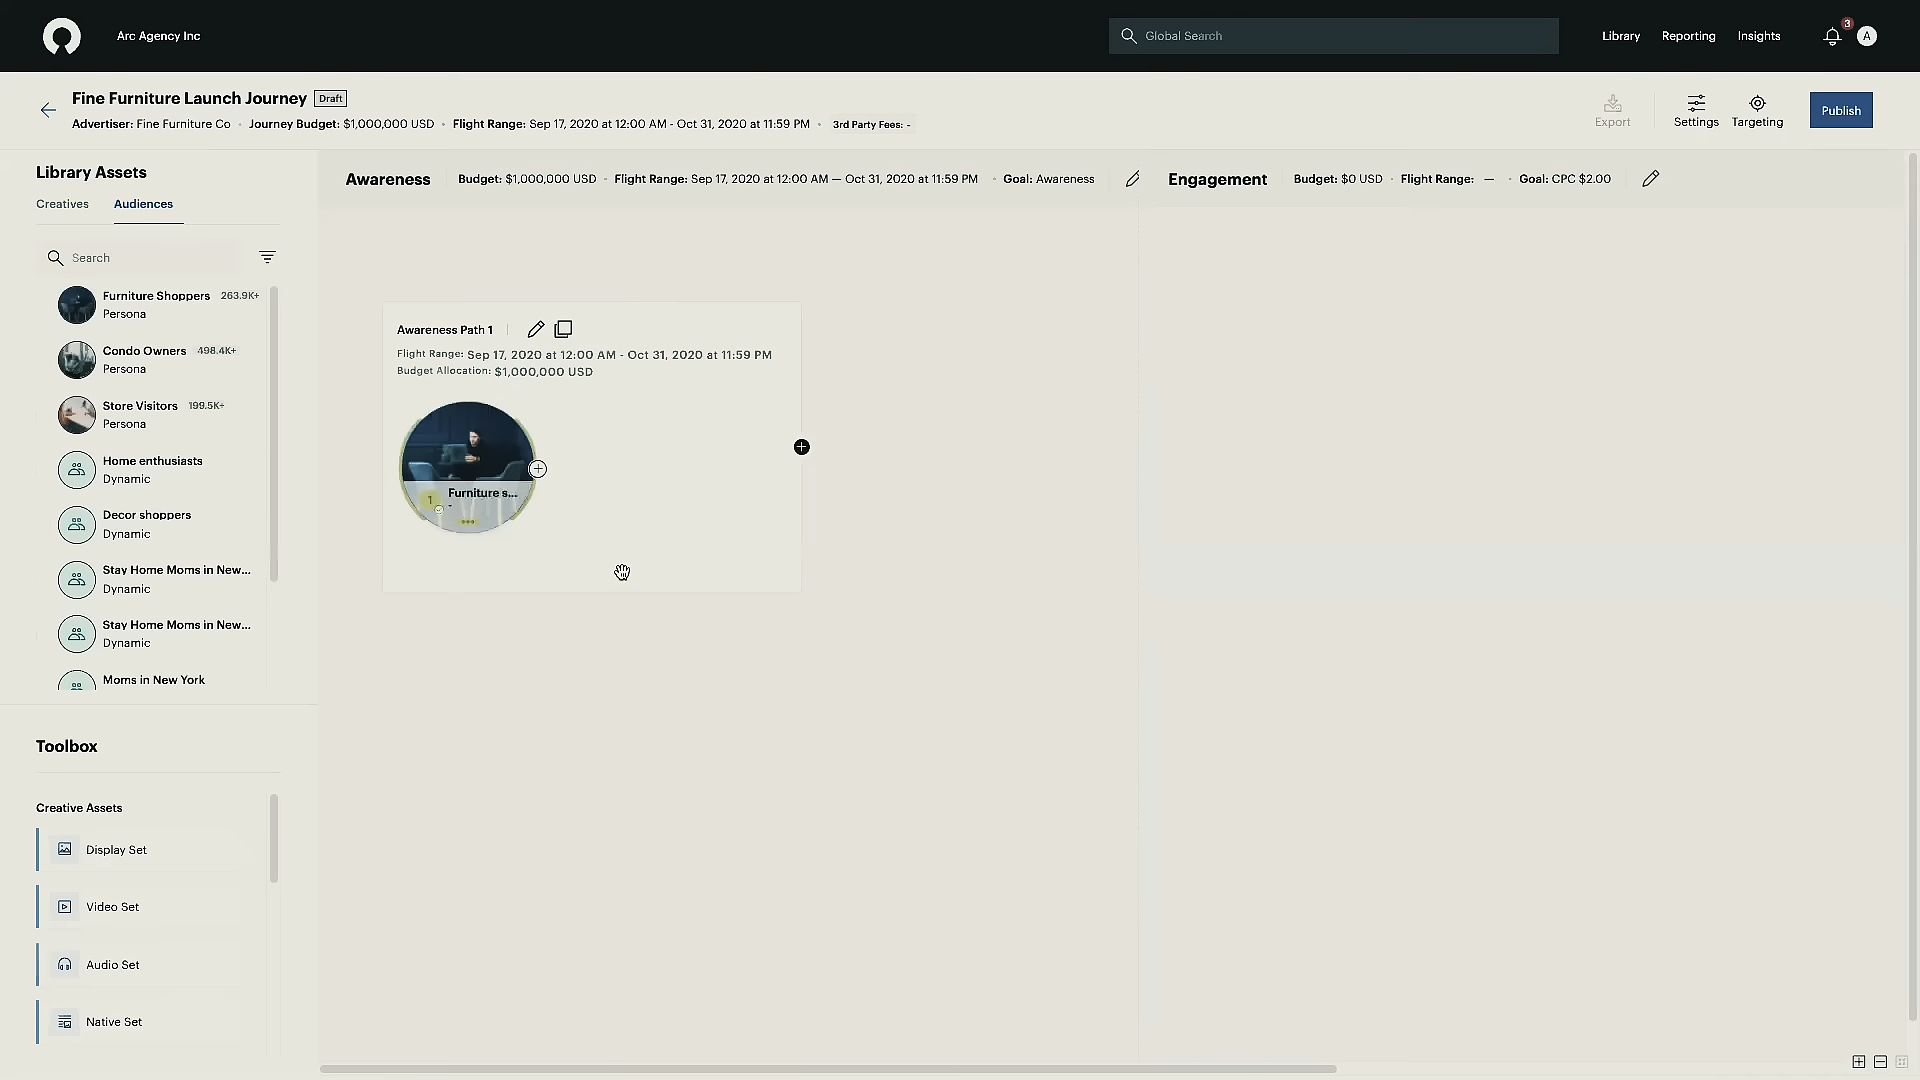 Arc Agency Inc
Global Search
Library
Reporting
Insights
3
A
Fine Furniture Launch Journey
Draft
Advertiser: Fine Furniture Co · Journey Budget: $1,000,000 USD · Flight Range: Sep 17, 2020 at 12:00 AM - Oct 31, 2020 at 11:59 PM · 3rd Party Fees: -
Export
Settings
Targeting
Publish
Library Assets
Creatives
Audiences
Search
Furniture Shoppers 263.9K+
Persona
Condo Owners 498.4K+
Persona
Store Visitors 199.5K+
Persona
Home enthusiasts
Dynamic
Decor shoppers
Dynamic
Stay Home Moms in New...
Dynamic
Stay Home Moms in New...
Dynamic
Moms in New York
Toolbox
Creative Assets
Display Set
Video Set
Audio Set
Native Set
Awareness
Budget: $1,000,000 USD · Flight Range: Sep 17, 2020 at 12:00 AM — Oct 31, 2020 at 11:59 PM · Goal: Awareness
Awareness Path 1
Flight Range: Sep 17, 2020 at 12:00 AM - Oct 31, 2020 at 11:59 PM
Budget Allocation: $1,000,000 USD
1
Furniture s...
-
Engagement
Budget: $0 USD · Flight Range: — · Goal: CPC $2.00